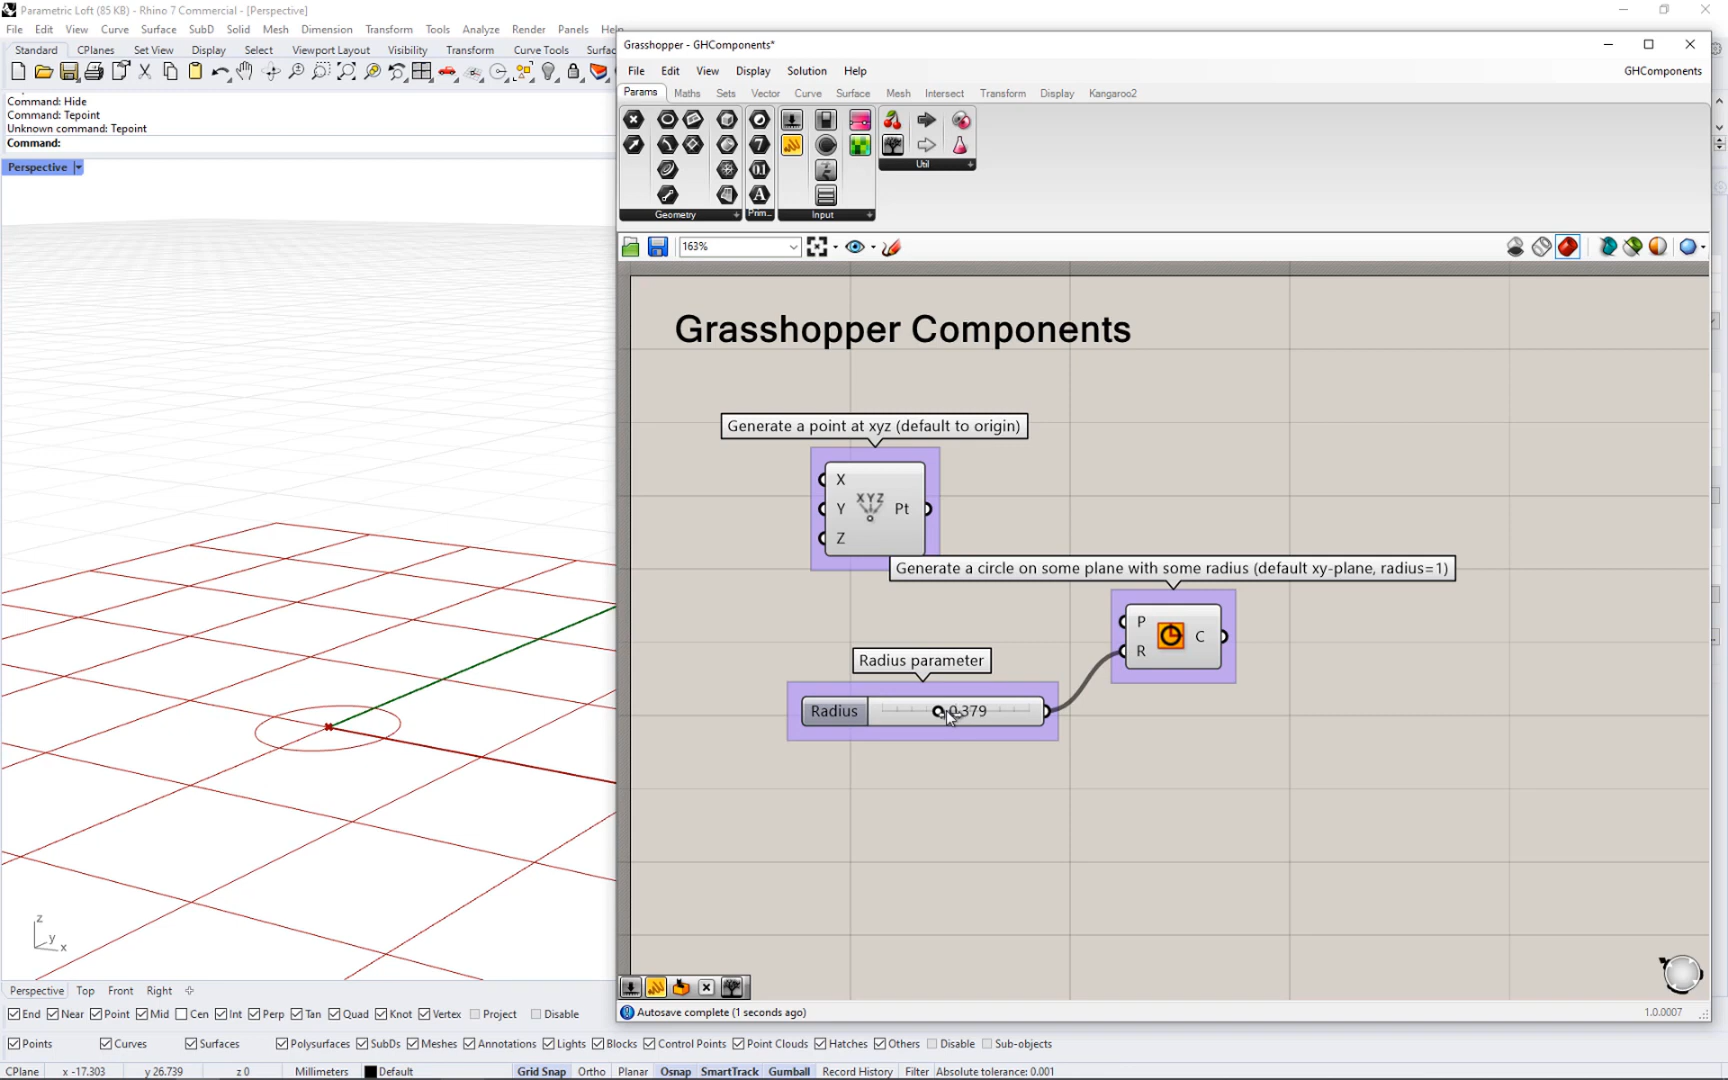 Parametric Loft (85 KB) - Rhino 7 Commercial - [Perspective]
File Edit View Curve Surface SubD Solid Mesh Dimension Transform Tools Analyze Render Panels Help
Standard CPlanes Set View Display Select Viewport Layout Visibility Transform Curve Tools Surfac
Command: Hide
Command: Tepoint
Unknown command: Tepoint
Command:
Perspective
Grasshopper - GHComponents*
File Edit View Display Solution Help
GHComponents
Params Maths Sets Vector Curve Surface Mesh Intersect Transform Display Kangaroo2
Geometry Prim... Input Util
163%
Grasshopper Components
Generate a point at xyz (default to origin)
X
Y
Z
XYZ
Pt
Generate a circle on some plane with some radius (default xy-plane, radius=1)
P
R
C
Radius parameter
Radius
0.379
z
y
x
Perspective Top Front Right
End Near Point Mid Cen Int Perp Tan Quad Knot Vertex Project Disable
Autosave complete (1 seconds ago)
1.0.0007
Points Curves Surfaces Polysurfaces SubDs Meshes Annotations Lights Blocks Control Points Point Clouds Hatches Others Disable Sub-objects
CPlane x -17.303 y 26.739 z 0 Millimeters Default Grid Snap Ortho Planar Osnap SmartTrack Gumball Record History Filter Absolute tolerance: 0.001